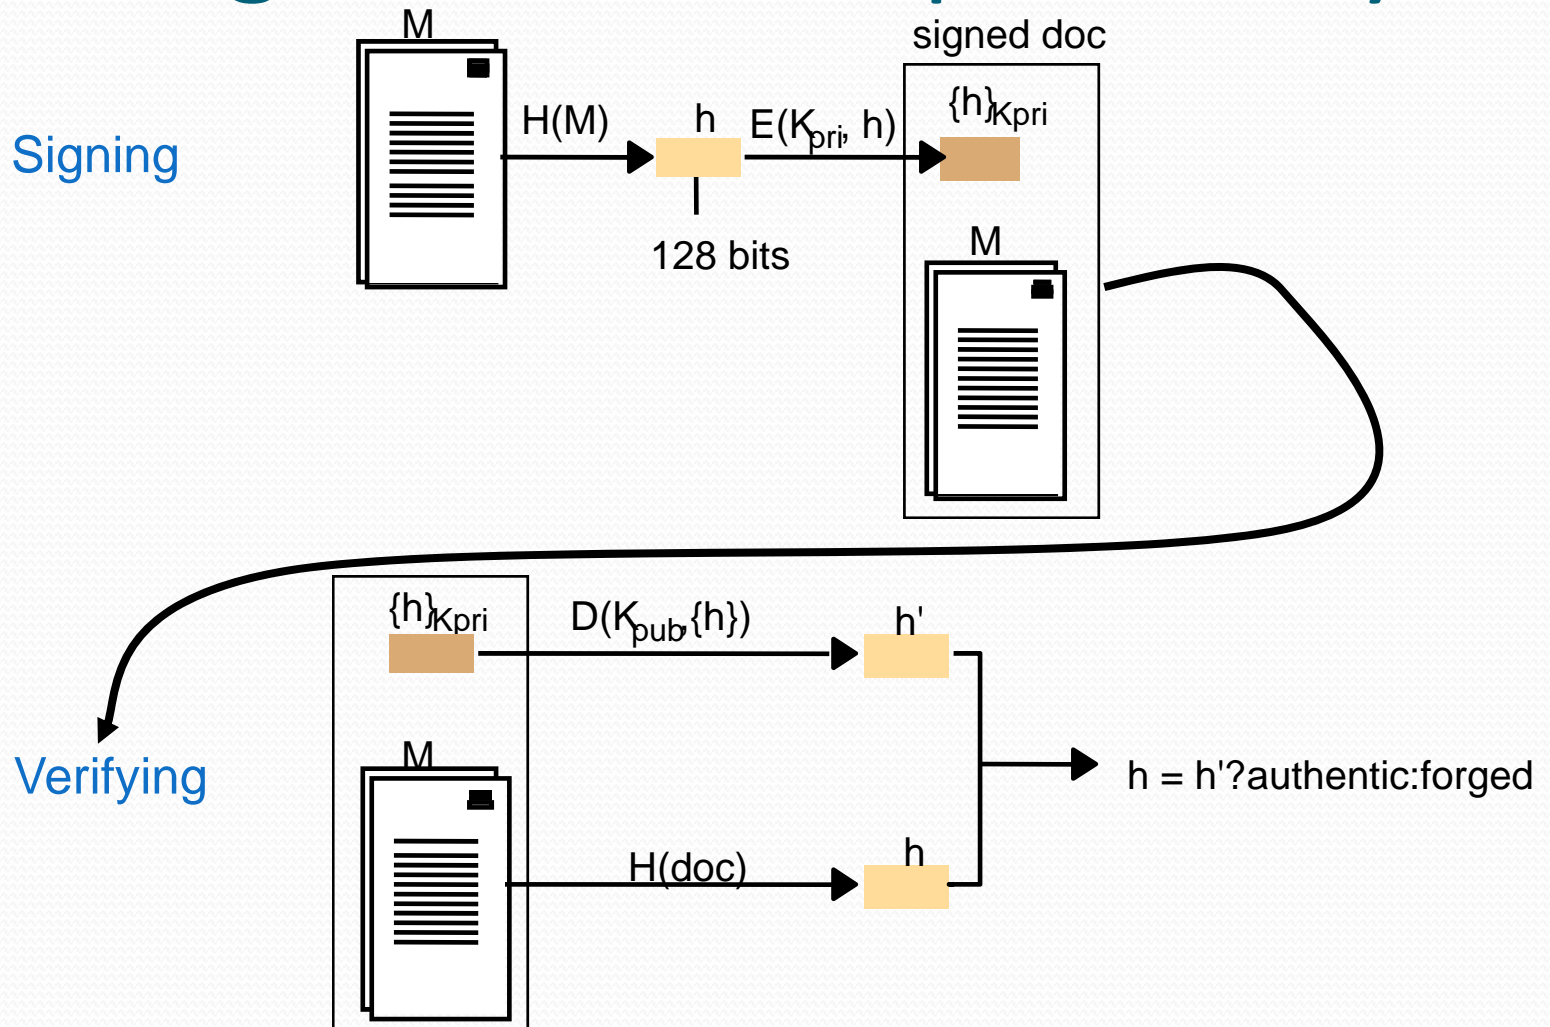 M
signed doc
Signing
H(M)
h
E(Kpri, h)
{h}Kpri
128 bits
M
{h}Kpri
D(Kpub,{h})
h'
Verifying
M
h = h'?authentic:forged
H(doc)
h